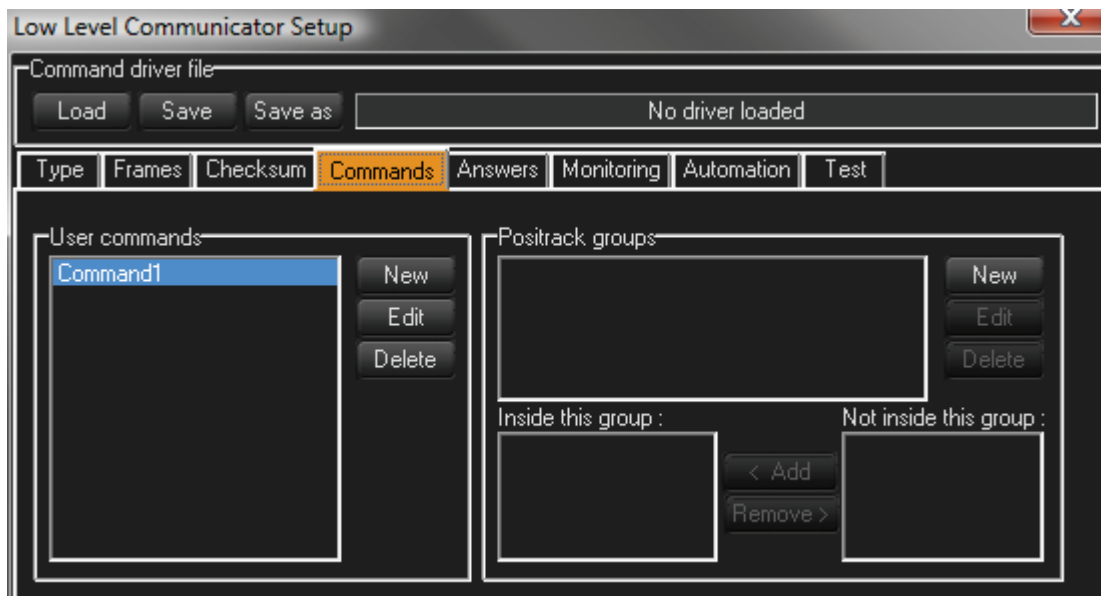 Low Level Communicator Setup
X
Command driver file
Load Save Save as No driver loaded
Type Frames Checksum Commands Answers Monitoring Automation Test
User commands
Command1
New
Edit
Delete
Positrack groups
New
Edit
Delete
Inside this group : Not inside this group :
< Add
Remove >